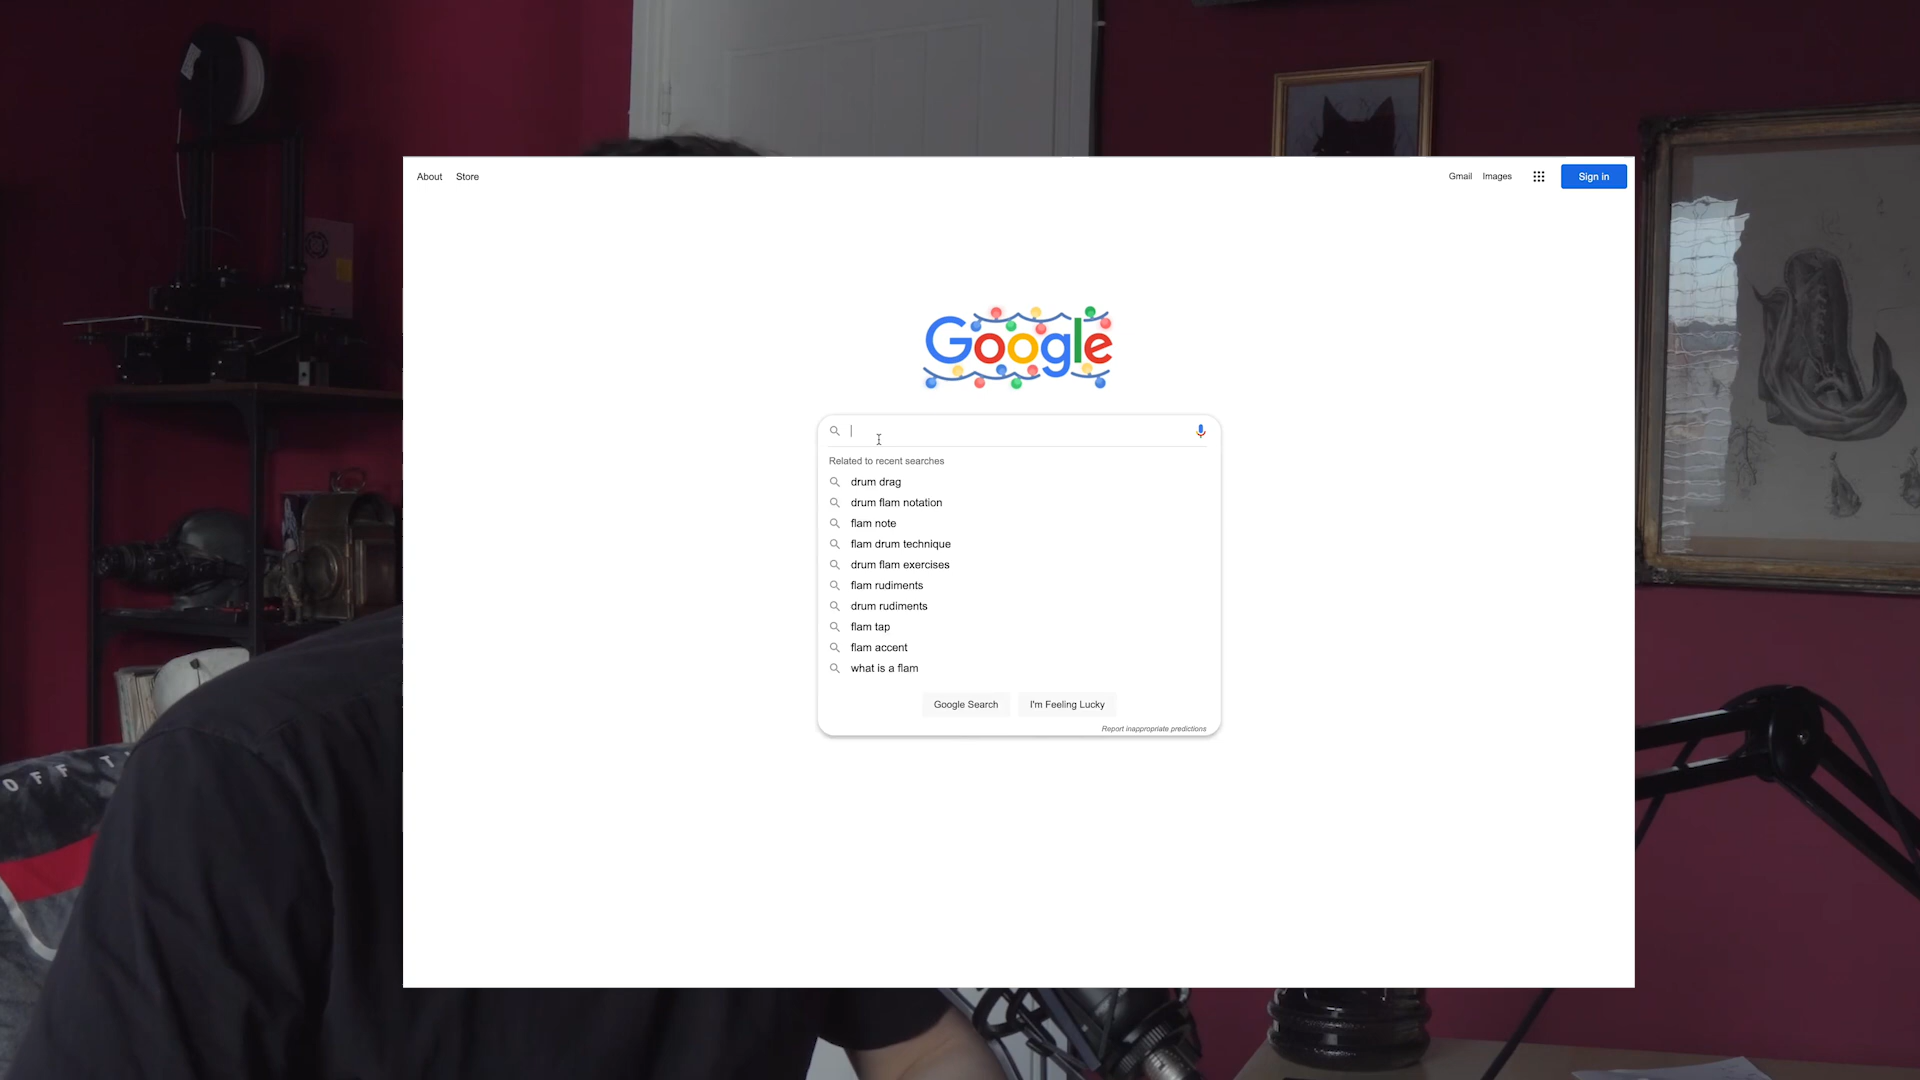 About Store
Gmail Images Sign in
Google
Related to recent searches
drum drag
drum flam notation
flam note
flam drum technique
drum flam exercises
flam rudiments
drum rudiments
flam tap
flam accent
what is a flam
Google Search I'm Feeling Lucky
Report inappropriate predictions
OFF T